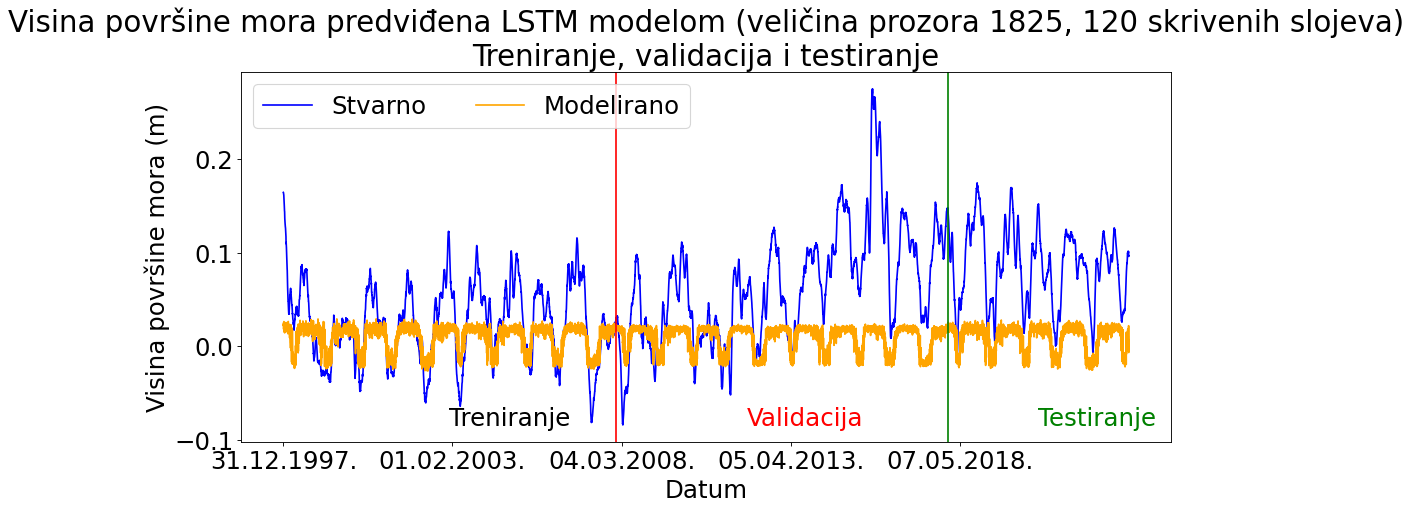 Visina površine mora predviđena LSTM modelom (veličina prozora 1825, 120 skrivenih slojeva)
Treniranje, validacija i testiranje
Stvarno
Modelirano
Visina površine mora (m)
0.2
0.1
0.0
−0.1
Treniranje
Validacija
Testiranje
31.12.1997.
01.02.2003.
04.03.2008.
05.04.2013.
07.05.2018.
Datum